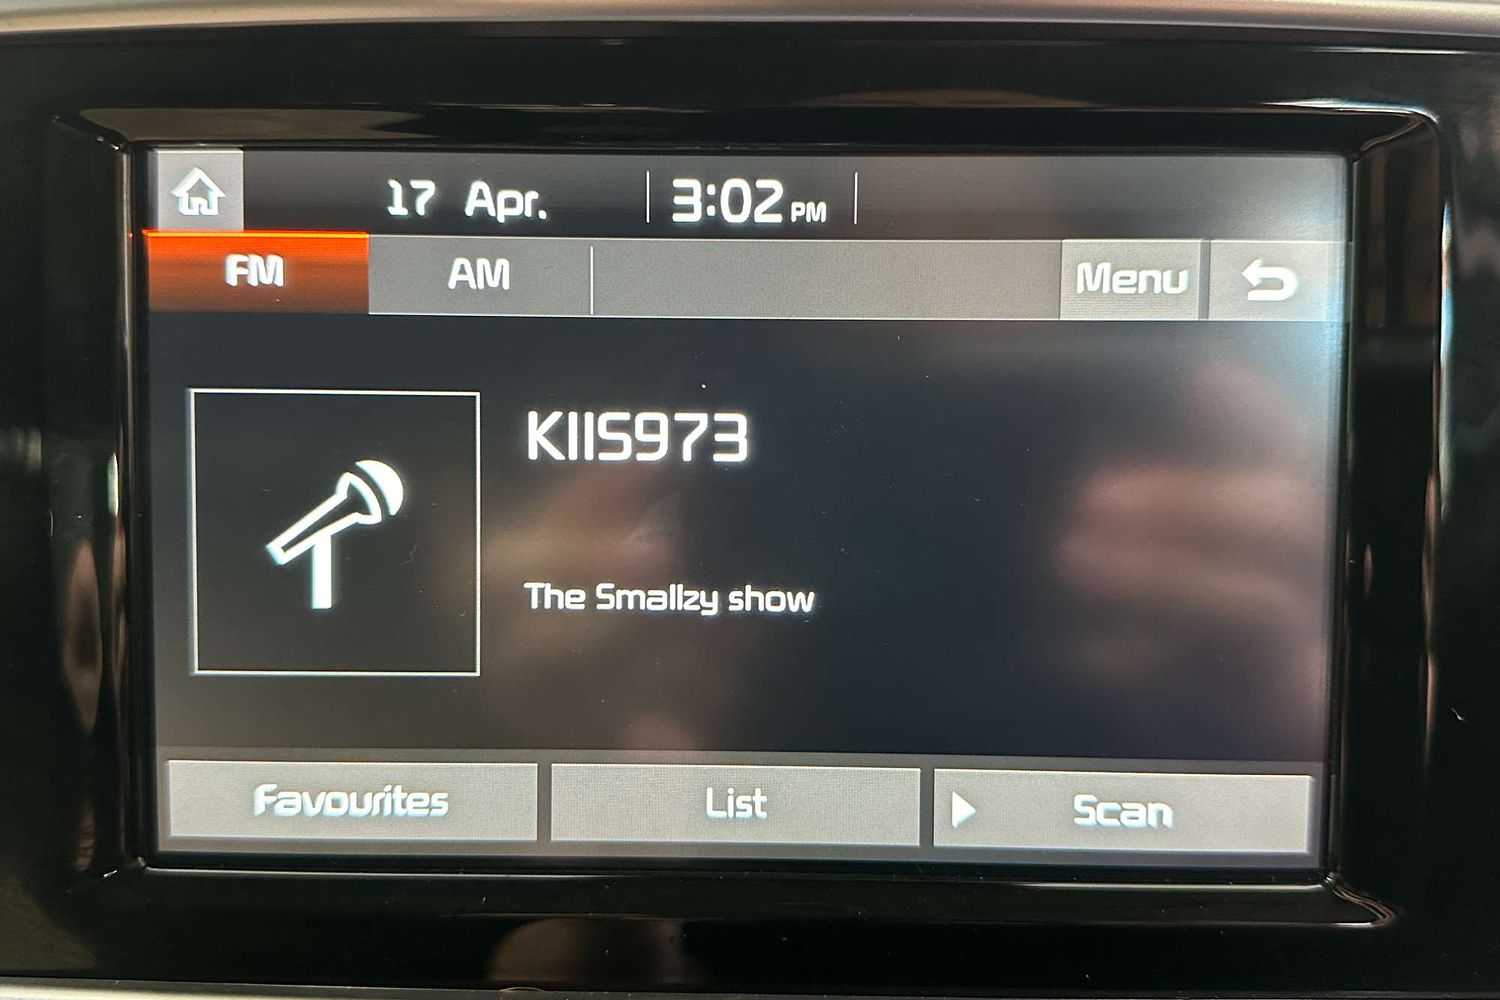 17 Apr. 3:02 PM
FM AM Menu
KIIS973
The Smallzy show
Favourites List Scan